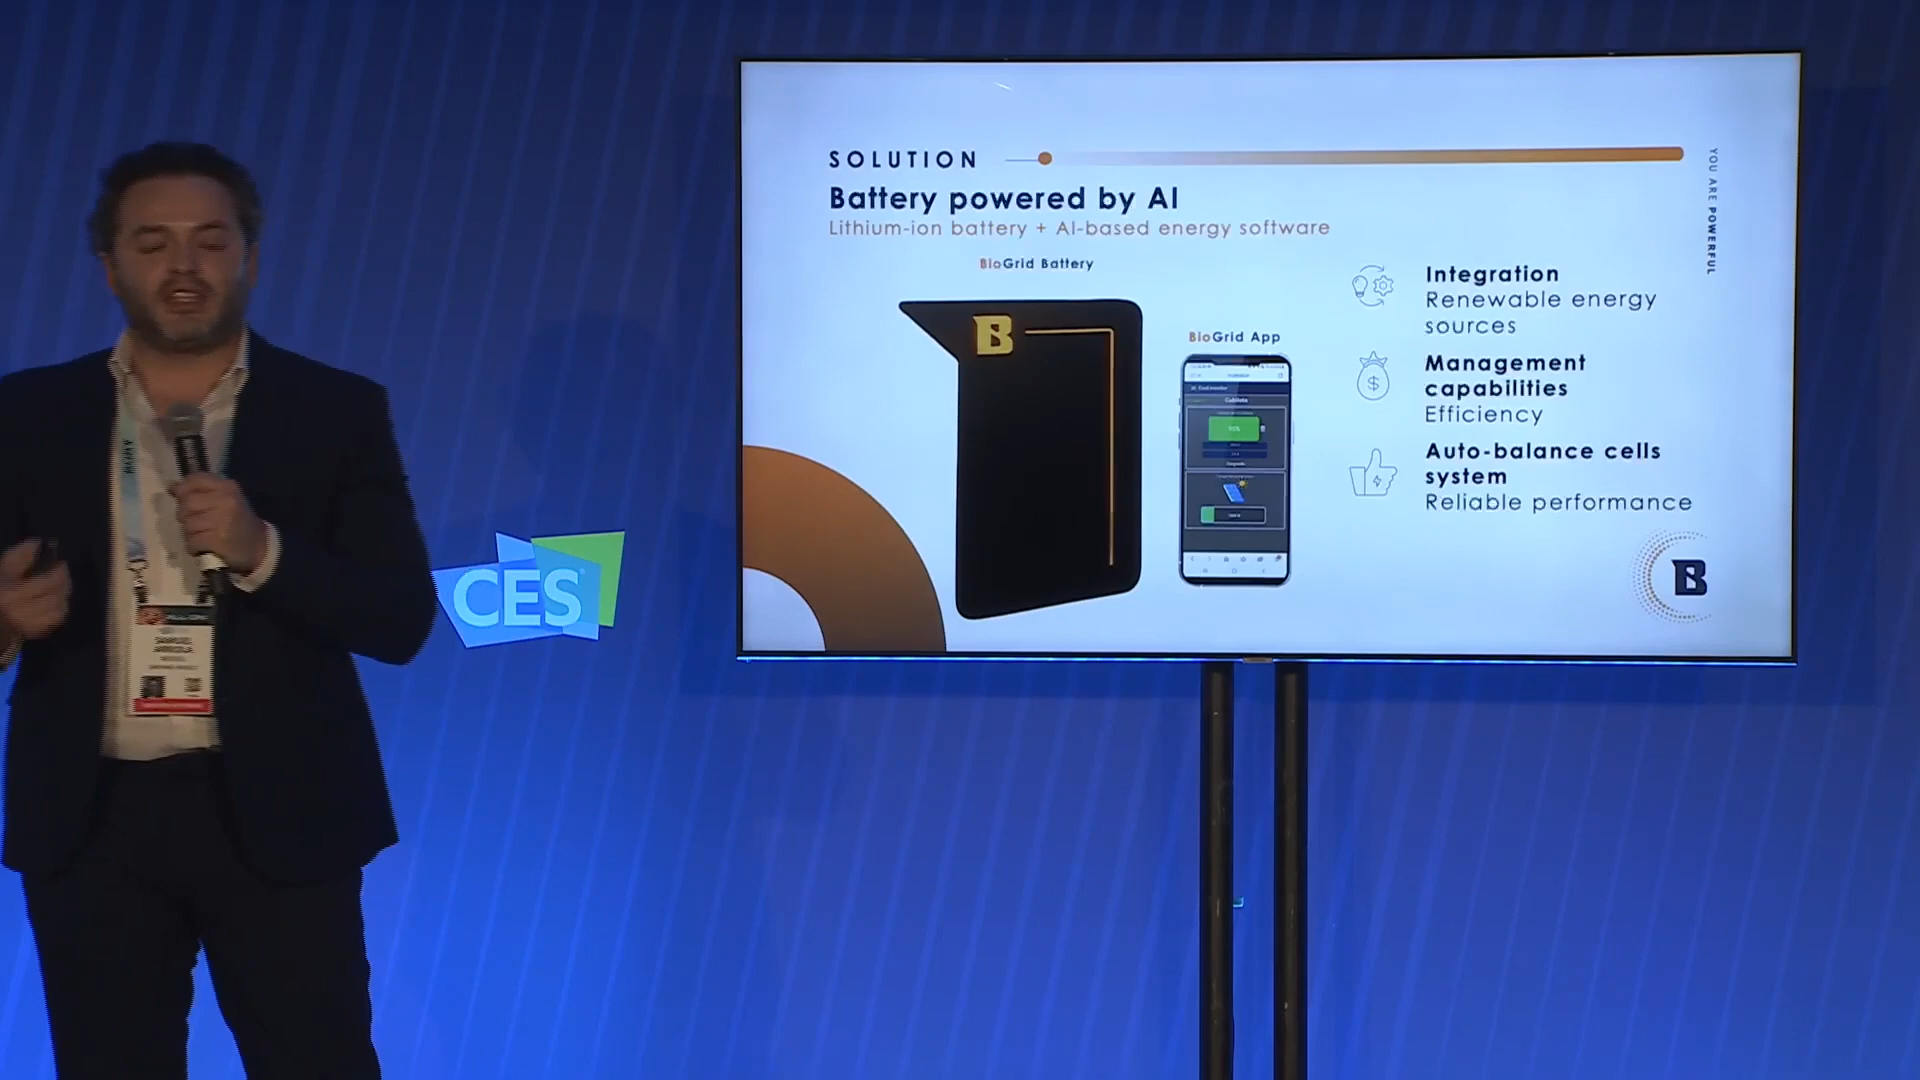 SOLUTION
Battery powered by AI
Lithium-ion battery + AI-based energy software
BioGrid Battery
B
BioGrid App
Integration
Renewable energy
sources
Management
capabilities
Efficiency
Auto-balance cells
system
Reliable performance
YOU ARE POWERFUL
B
CES
SAMUEL